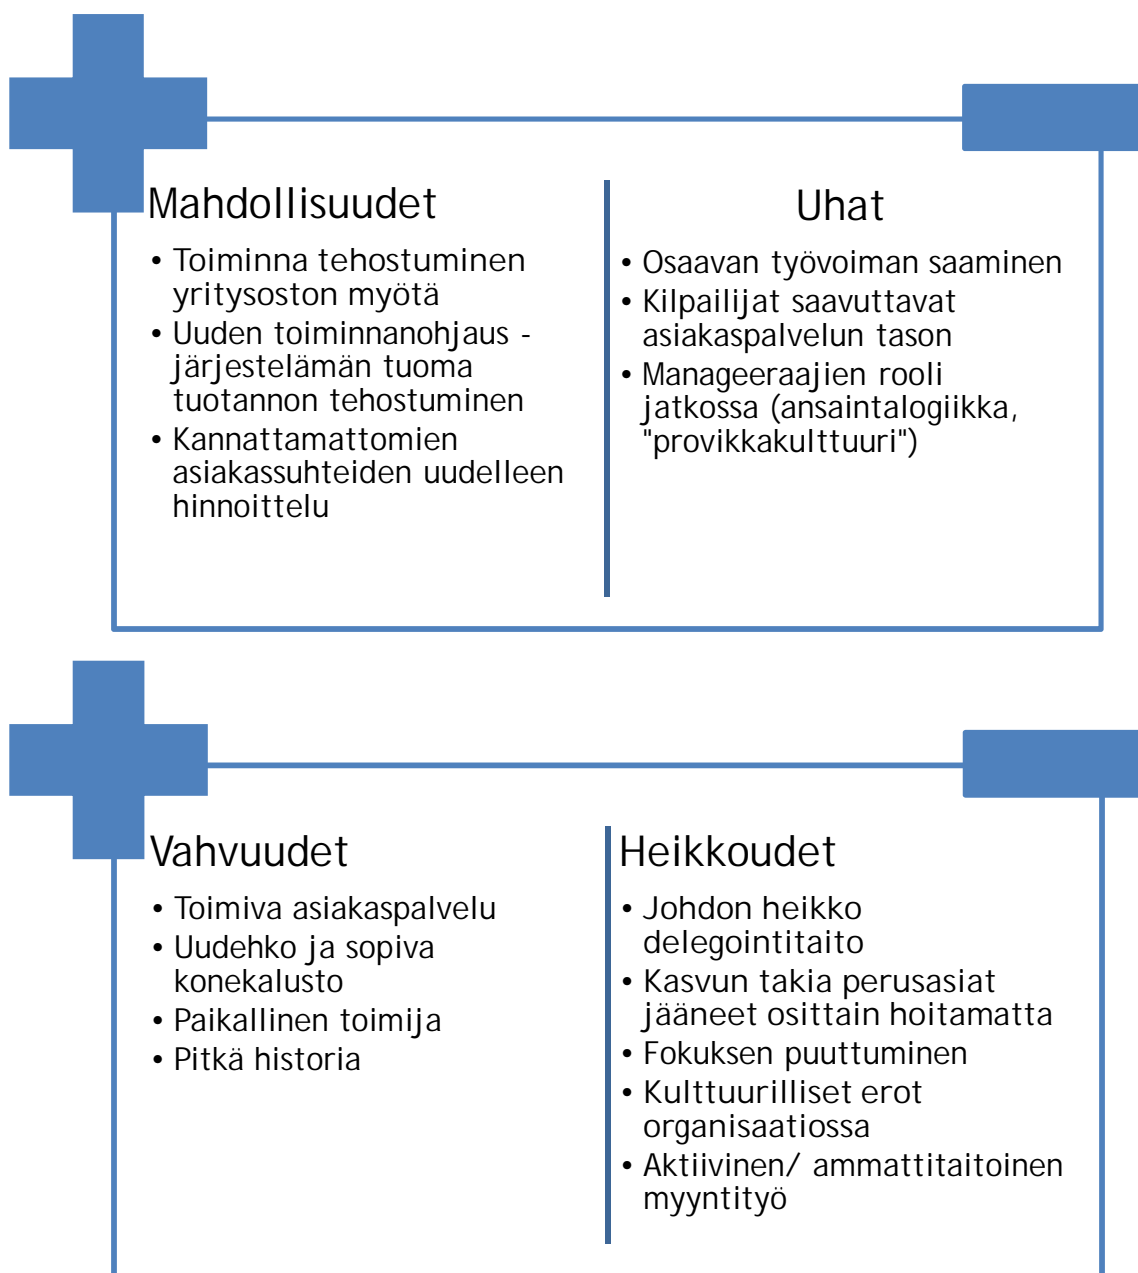 Mahdollisuudet
• Toiminna tehostuminen
yritysoston myötä
• Uuden toiminnanohjaus -
järjestelämän tuoma
tuotannon tehostuminen
• Kannattamattomien
asiakassuhteiden uudelleen
hinnoittelu
Uhat
• Osaavan työvoiman saaminen
• Kilpailijat saavuttavat
asiakaspalvelun tason
• Manageeraajien rooli
jatkossa (ansaintalogiikka,
"provikkakulttuuri")
Vahvuudet
• Toimiva asiakaspalvelu
• Uudehko ja sopiva
konekalusto
• Paikallinen toimija
• Pitkä historia
Heikkoudet
• Johdon heikko
delegointitaito
• Kasvun takia perusasiat
jääneet osittain hoitamatta
• Fokuksen puuttuminen
• Kulttuurilliset erot
organisaatiossa
• Aktiivinen/ ammattitaitoinen
myyntityö